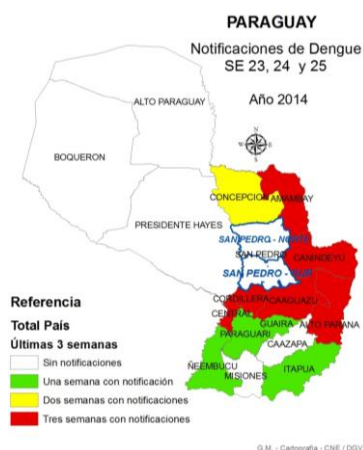 PARAGUAY
Notificaciones de Dengue
SE 23, 24 y 25
Año 2014
N
ALTO PARAGUAY
BOQUERON
CONCEPCION
AMAMBAY
PRESIDENTE HAYES
SAN PEDRO - NORTE
SAN PEDRO
CANINDEYU
SAN PEDRO - SUR
CORDILLERA
CAAGUAZU
CENTRAL
GUAIRA
ALTO PARANA
PARAGUARI
CAAZAPA
ÑEEMBUCU
MISIONES
ITAPUA
Referencia
Total País
Últimas 3 semanas
Sin notificaciones
Una semana con notificación
Dos semanas con notificaciones
Tres semanas con notificaciones
G.M. - Cartografia - CNE / DGV